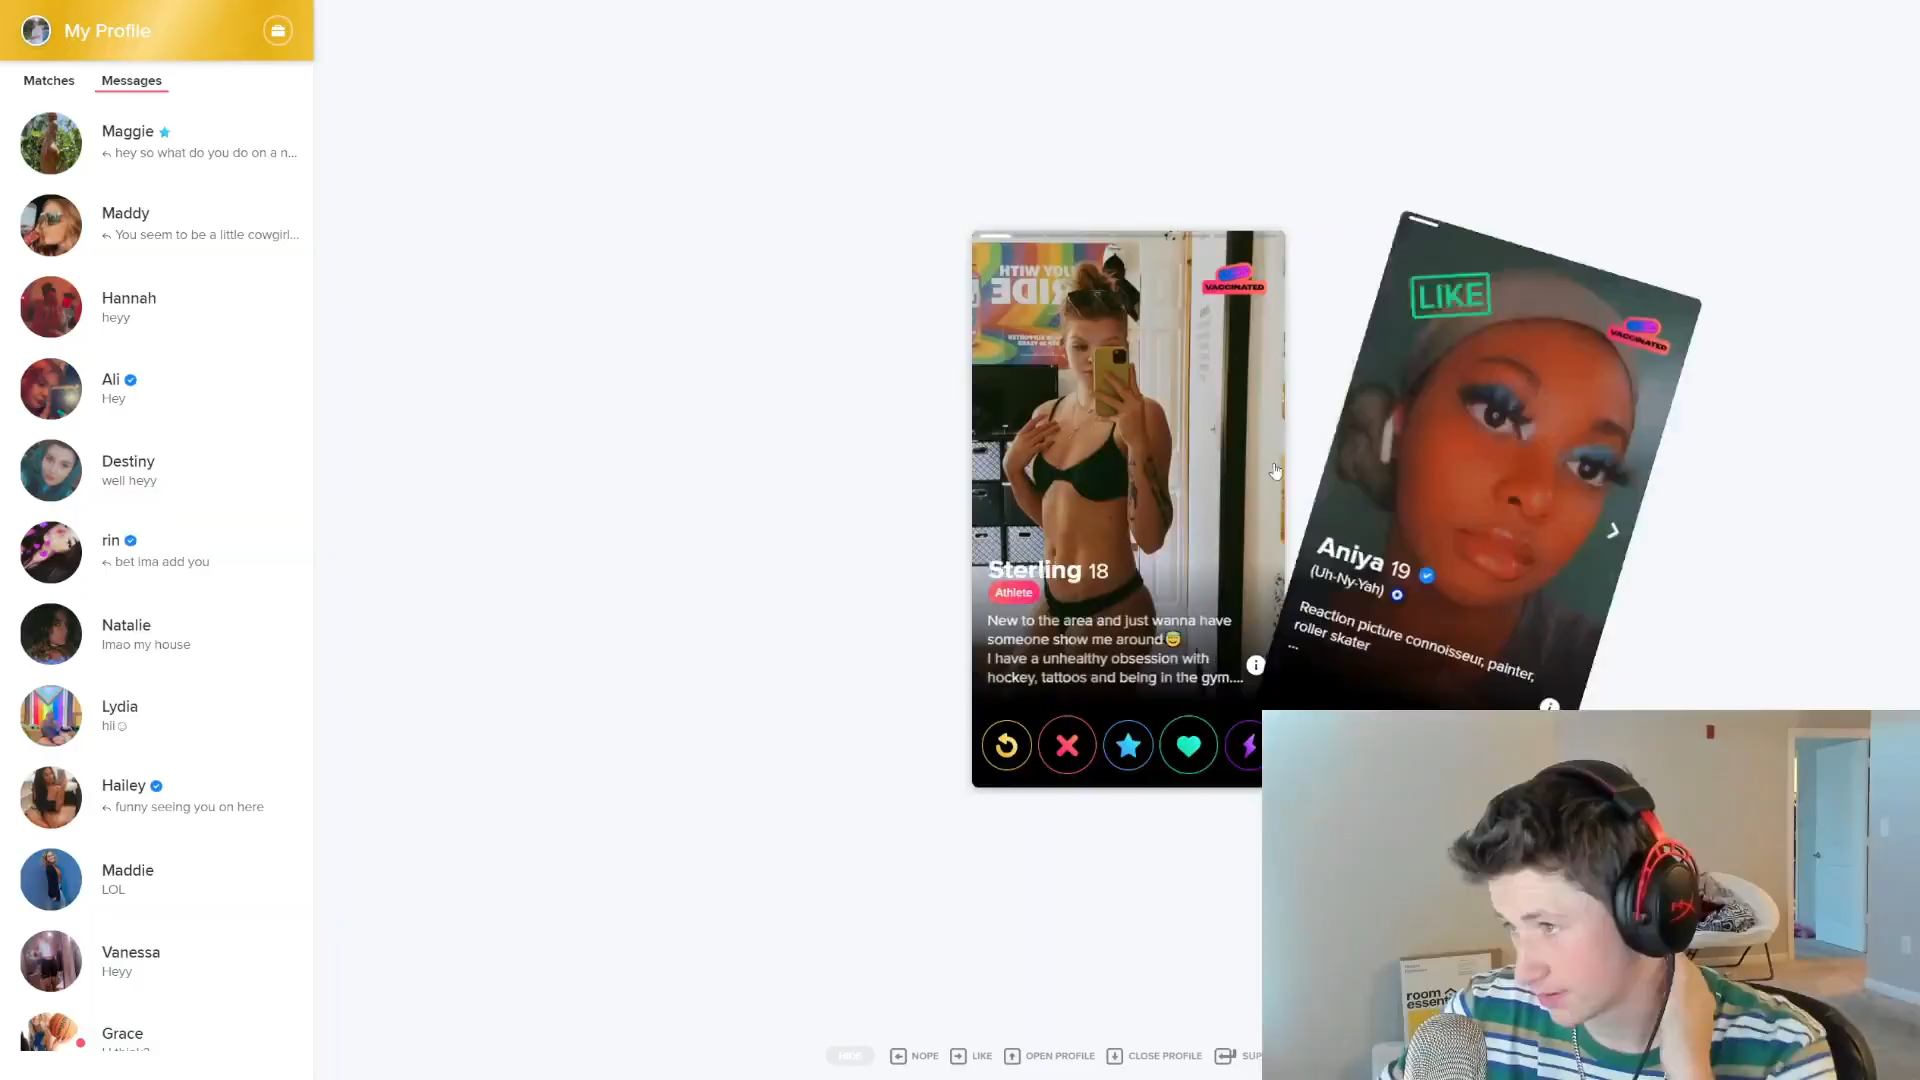 My Profile
Matches
Messages
Maggie
hey so what do you do on a n...
Maddy
You seem to be a little cowgirl...
Hannah
heyy
Ali
Hey
Destiny
well heyy
rin
bet ima add you
Natalie
lmao my house
Lydia
hii☺
Hailey
funny seeing you on here
Maddie
LOL
Vanessa
Heyy
Grace
VACCINATED
Sterling 18
Athlete
New to the area and just wanna have
someone show me around😇
I have a unhealthy obsession with
hockey, tattoos and being in the gym....
LIKE
VACCINATED
Aniya 19
(Uh-Ny-Yah)
Reaction picture connoisseur, painter,
roller skater
...
HIDE
NOPE
LIKE
OPEN PROFILE
CLOSE PROFILE
SUP
room
essent